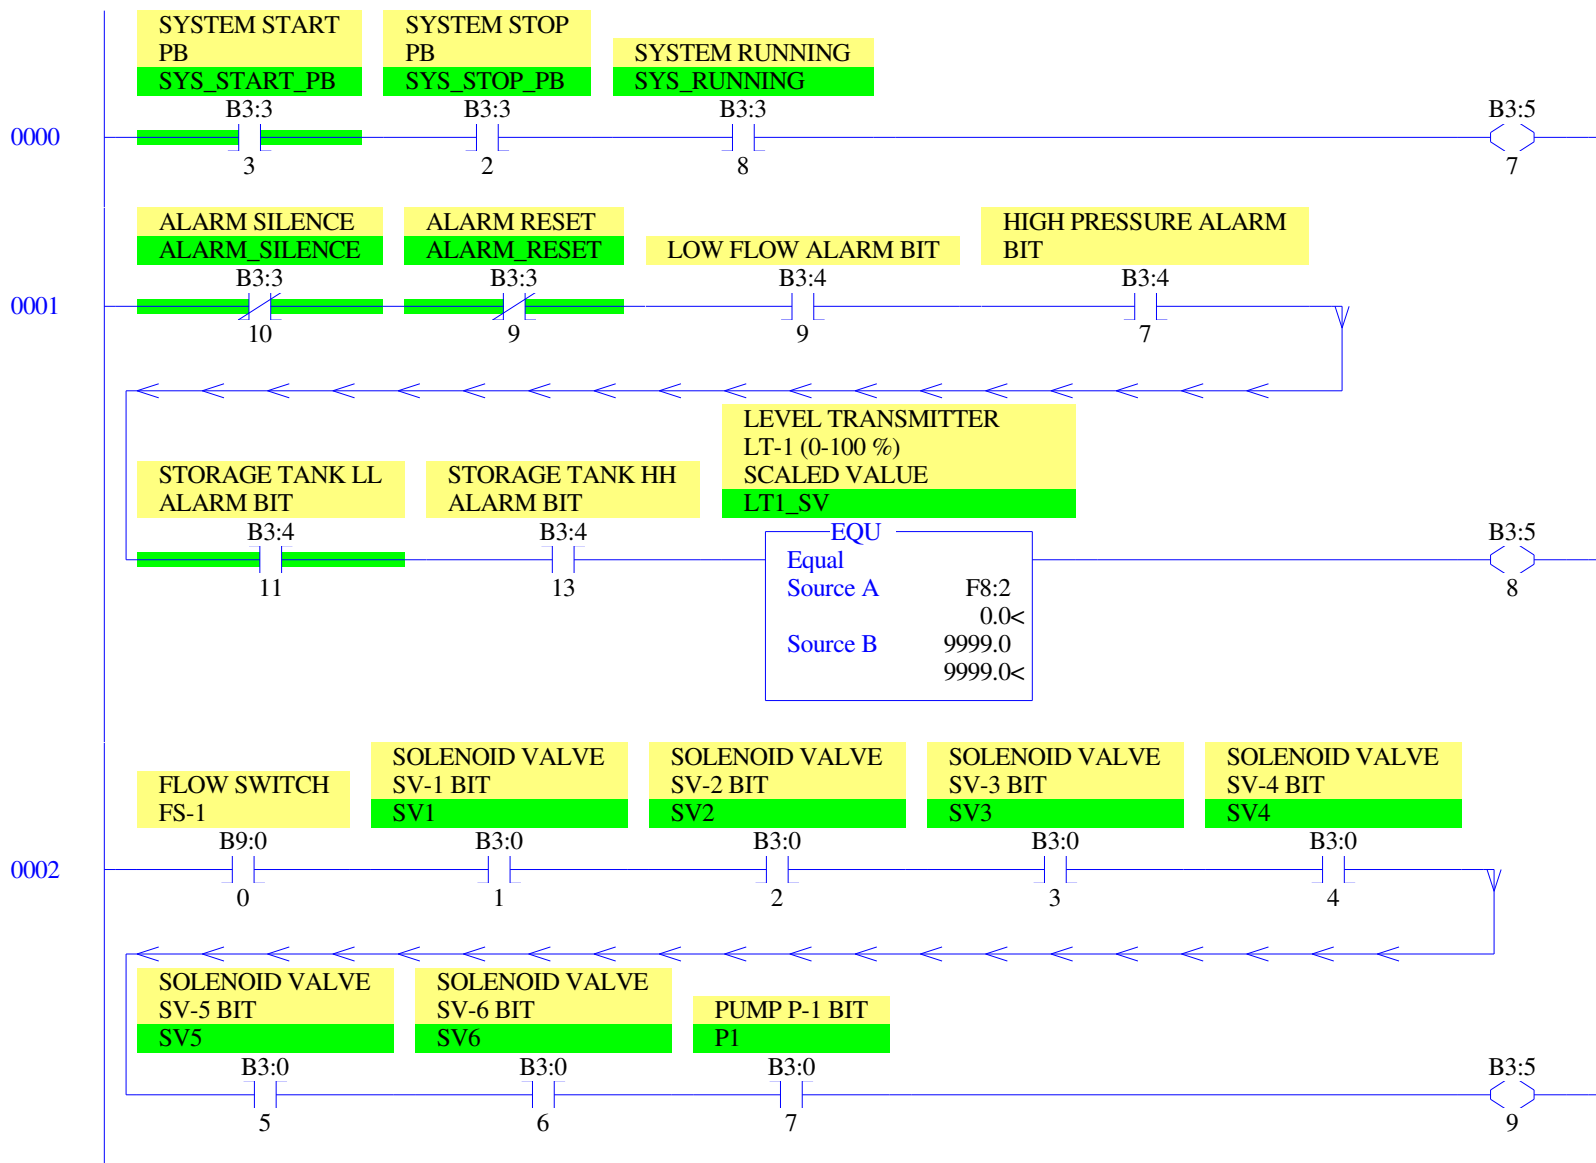 SYSTEM START
PB
SYS_START_PB
B3:3
3
SYSTEM STOP
PB
SYS_STOP_PB
B3:3
2
SYSTEM RUNNING
SYS_RUNNING
B3:3
8
B3:5
7
0000
ALARM SILENCE
ALARM_SILENCE
B3:3
10
ALARM RESET
ALARM_RESET
B3:3
9
LOW FLOW ALARM BIT
B3:4
9
HIGH PRESSURE ALARM
BIT
B3:4
7
0001
STORAGE TANK LL
ALARM BIT
B3:4
11
STORAGE TANK HH
ALARM BIT
B3:4
13
LEVEL TRANSMITTER
LT-1 (0-100 %)
SCALED VALUE
LT1_SV
EQU
Equal
Source A F8:2
0.0<
Source B 9999.0
9999.0<
B3:5
8
FLOW SWITCH
FS-1
B9:0
0
SOLENOID VALVE
SV-1 BIT
SV1
B3:0
1
SOLENOID VALVE
SV-2 BIT
SV2
B3:0
2
SOLENOID VALVE
SV-3 BIT
SV3
B3:0
3
SOLENOID VALVE
SV-4 BIT
SV4
B3:0
4
0002
SOLENOID VALVE
SV-5 BIT
SV5
B3:0
5
SOLENOID VALVE
SV-6 BIT
SV6
B3:0
6
PUMP P-1 BIT
P1
B3:0
7
B3:5
9